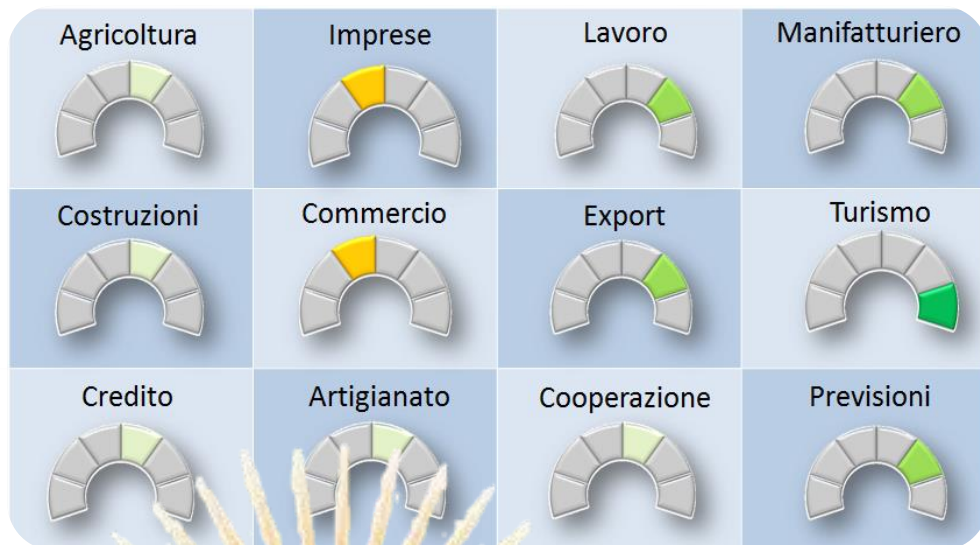 Agricoltura
Imprese
Lavoro
Manifatturiero
Costruzioni
Commercio
Export
Turismo
Credito
Artigianato
Cooperazione
Previsioni